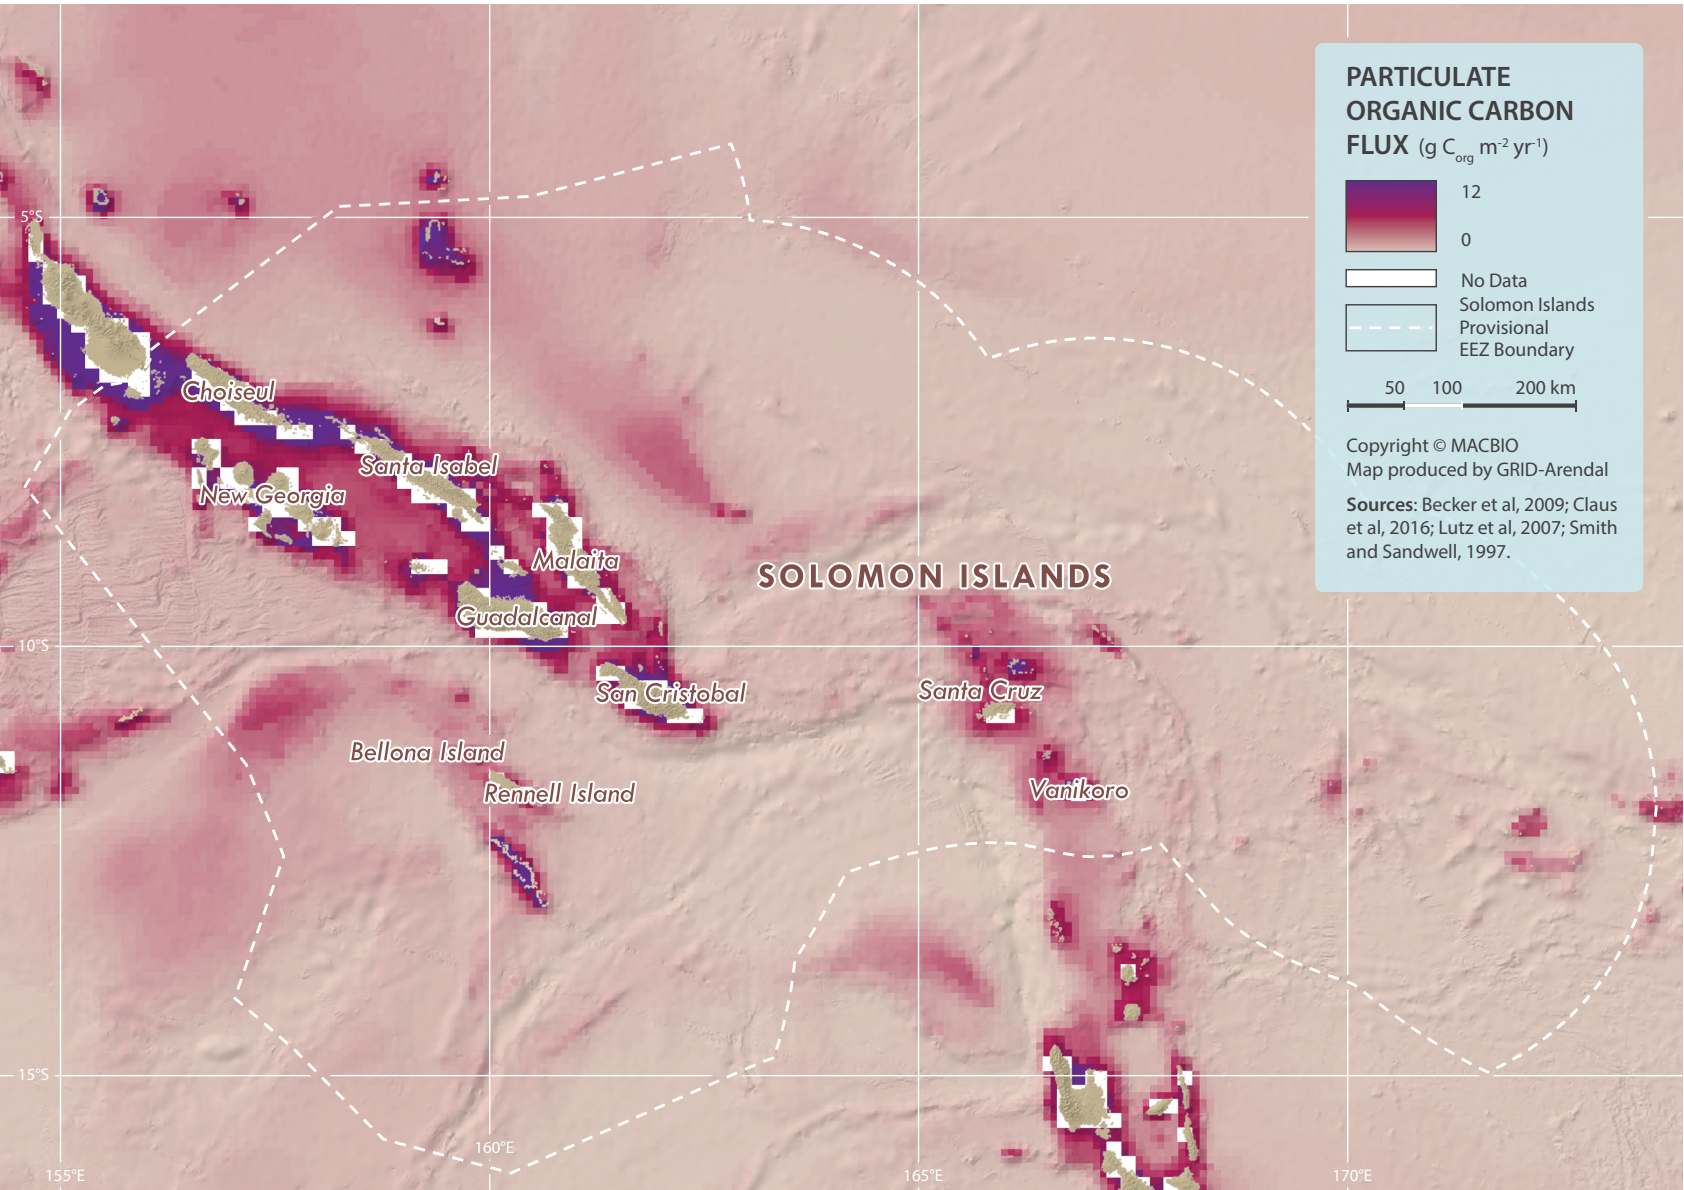 PARTICULATE
ORGANIC CARBON
FLUX (g Corg m-2 yr-1)
12
0
No Data
Solomon Islands
Provisional
EEZ Boundary
50 100 200 km
Copyright © MACBIO
Map produced by GRID-Arendal
Sources: Becker et al, 2009; Claus
et al, 2016; Lutz et al, 2007; Smith
and Sandwell, 1997.
5°S
Choiseul
Santa Isabel
New Georgia
Malaita
SOLOMON ISLANDS
Guadalcanal
10°S
San Cristobal
Santa Cruz
Bellona Island
Rennell Island
Vanikoro
15°S
160°E
155°E
165°E
170°E